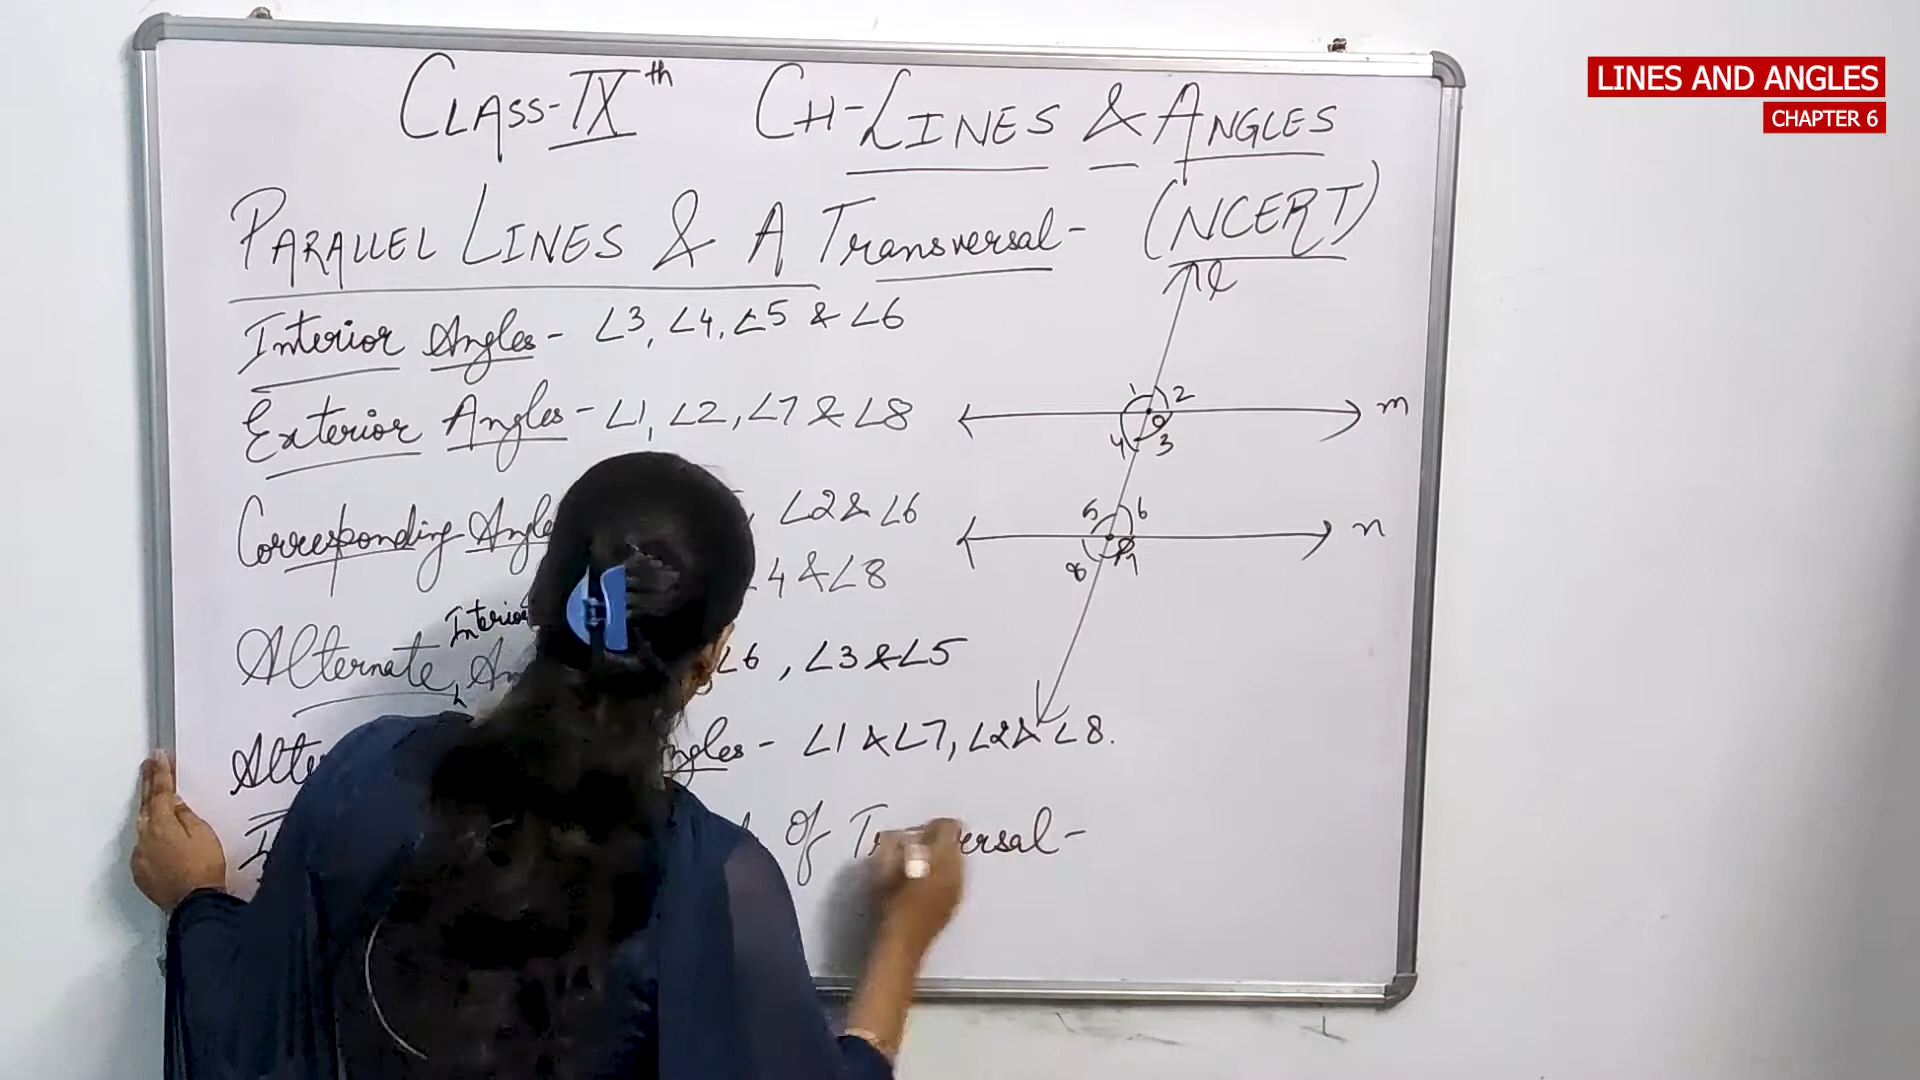 LINES AND ANGLES
CHAPTER 6
CLASS-IXth CH-LINES & ANGLES
PARALLEL LINES & A Transversal- (NCERT)
Interior Angles- ∠3, ∠4, ∠5 & ∠6
Exterior Angles- ∠1, ∠2, ∠7 & ∠8
Corresponding Angle , ∠2 & ∠6
4 & ∠8
Interior
Alternate ∠6 , ∠3 & ∠5
- ∠1 & ∠7, ∠2 & ∠8.
Of -
l
1 2
m
O
4 3
5 6
n
P
8 7